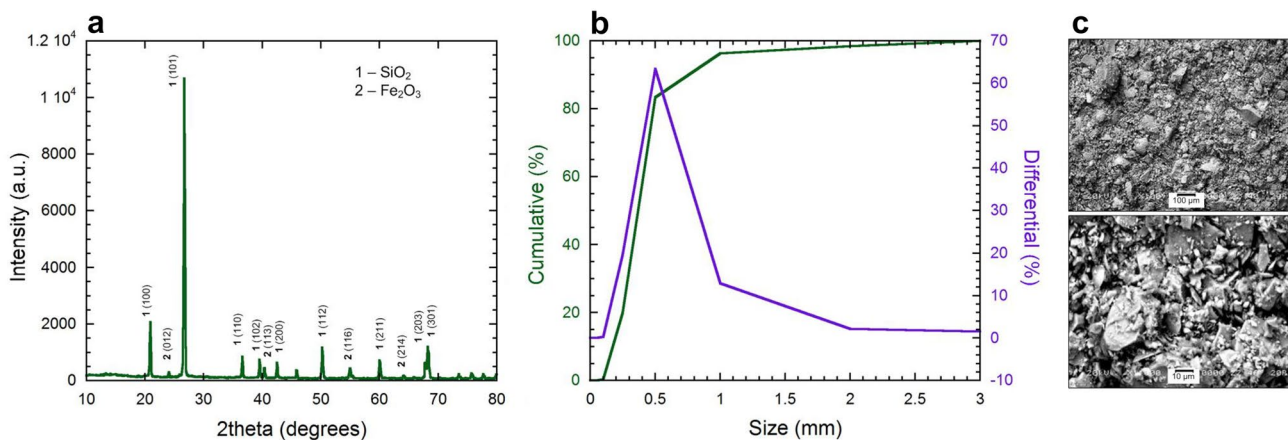 a
1.2 10⁴
1 10⁴
8000
6000
4000
2000
0
Intensity (a.u.)
10 20 30 40 50 60 70 80
2theta (degrees)
1 – SiO₂
2 – Fe₂O₃
1 (100)
2 (012)
1 (101)
1 (110)
1 (102)
2 (113)
1 (200)
1 (112)
2 (116)
1 (211)
2 (214)
1 (203)
1 (301)
b
100
80
60
40
20
0
Cumulative (%)
0 0.5 1 1.5 2 2.5 3
Size (mm)
70
60
50
40
30
20
10
0
-10
Differential (%)
c
100 µm
10 µm